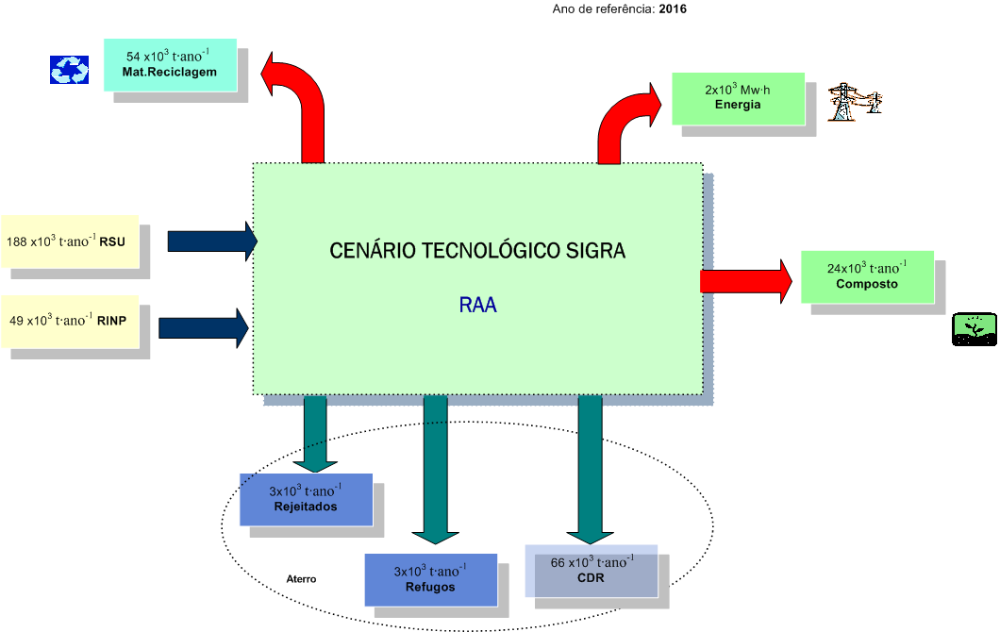 Ano de referência: 2016
54 x10³ t·ano⁻¹
Mat.Reciclagem
2x10³ Mw·h
Energia
188 x10³ t·ano⁻¹ RSU
CENÁRIO TECNOLÓGICO SIGRA
24x10³ t·ano⁻¹
Composto
49 x10³ t·ano⁻¹ RINP
RAA
3x10³ t·ano⁻¹
Rejeitados
3x10³ t·ano⁻¹
Refugos
66 x10³ t·ano⁻¹
CDR
Aterro